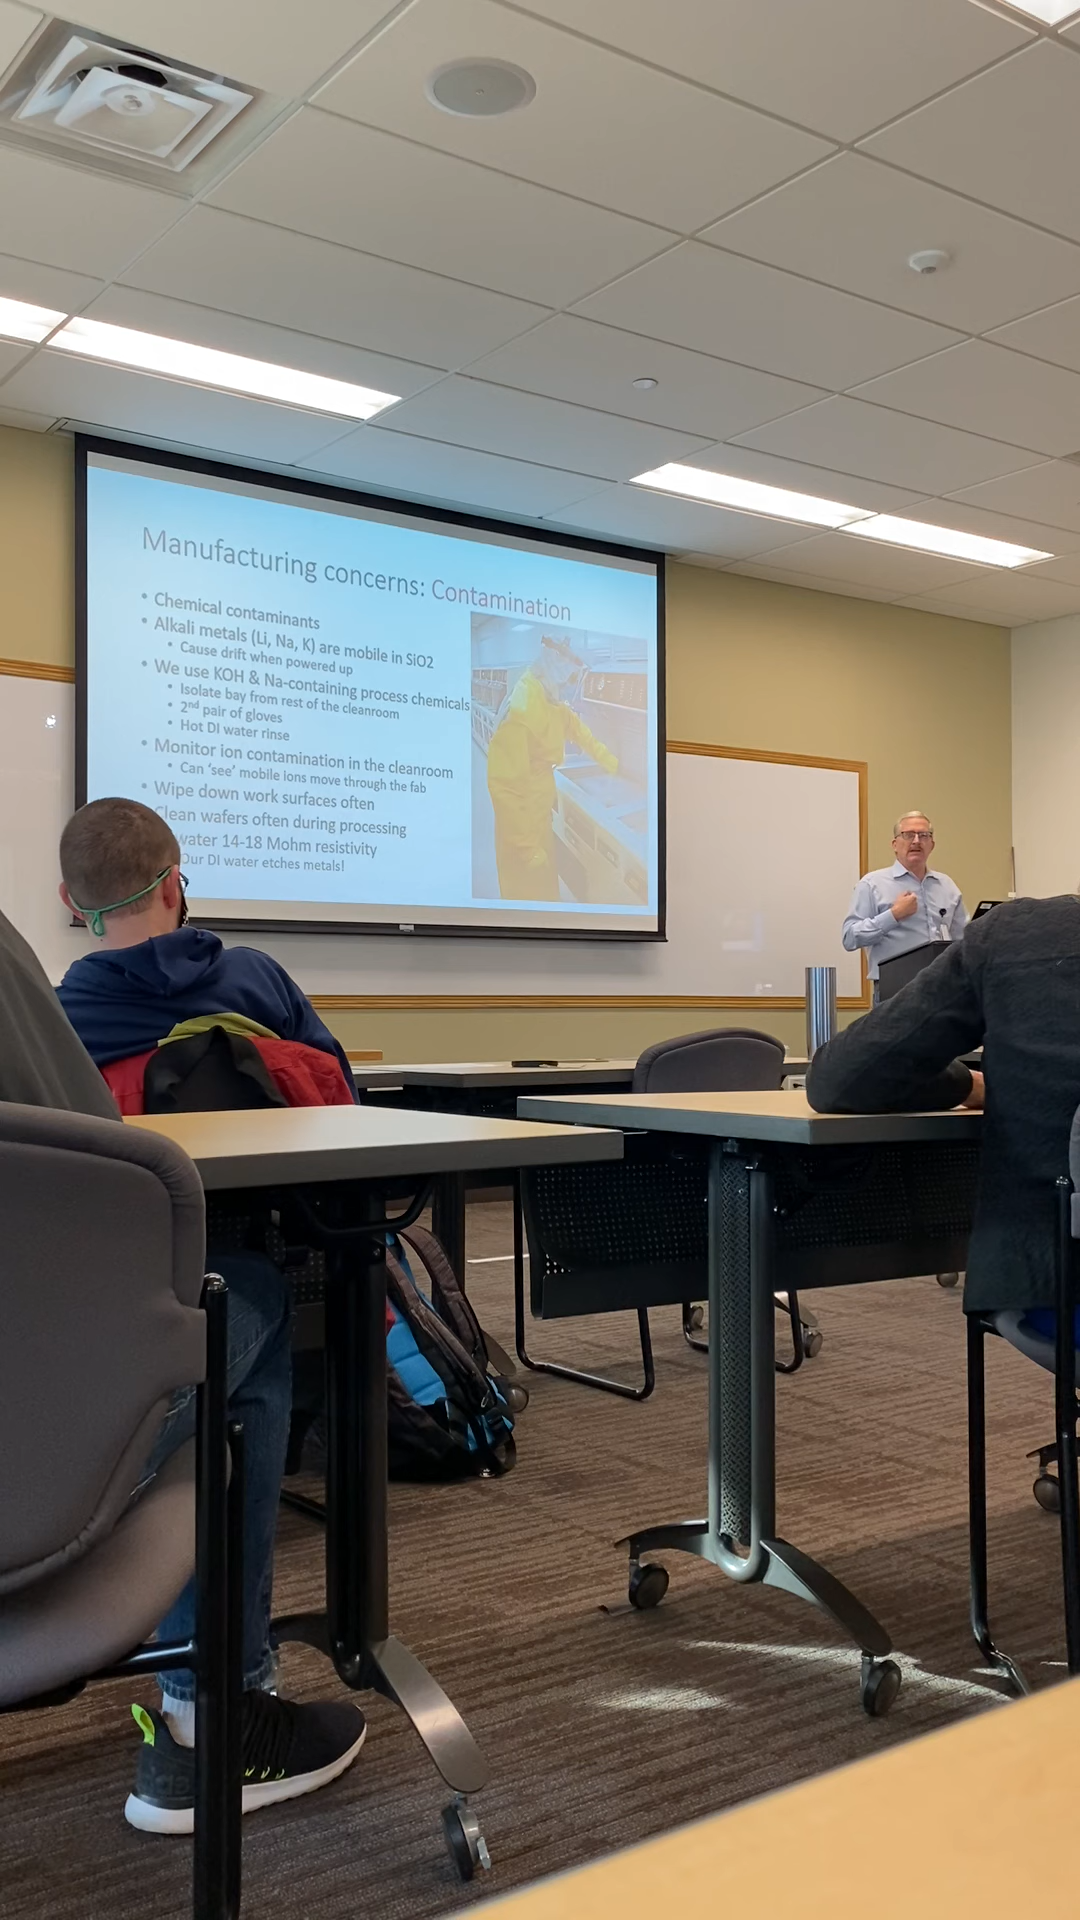 Manufacturing concerns: Contamination
• Chemical contaminants
• Alkali metals (Li, Na, K) are mobile in SiO2
• Cause drift when powered up
• We use KOH & Na-containing process chemicals
• Isolate bay from rest of the cleanroom
• 2nd pair of gloves
• Hot DI water rinse
• Monitor ion contamination in the cleanroom
• Can 'see' mobile ions move through the fab
• Wipe down work surfaces often
Clean wafers often during processing
water 14-18 Mohm resistivity
Our DI water etches metals!